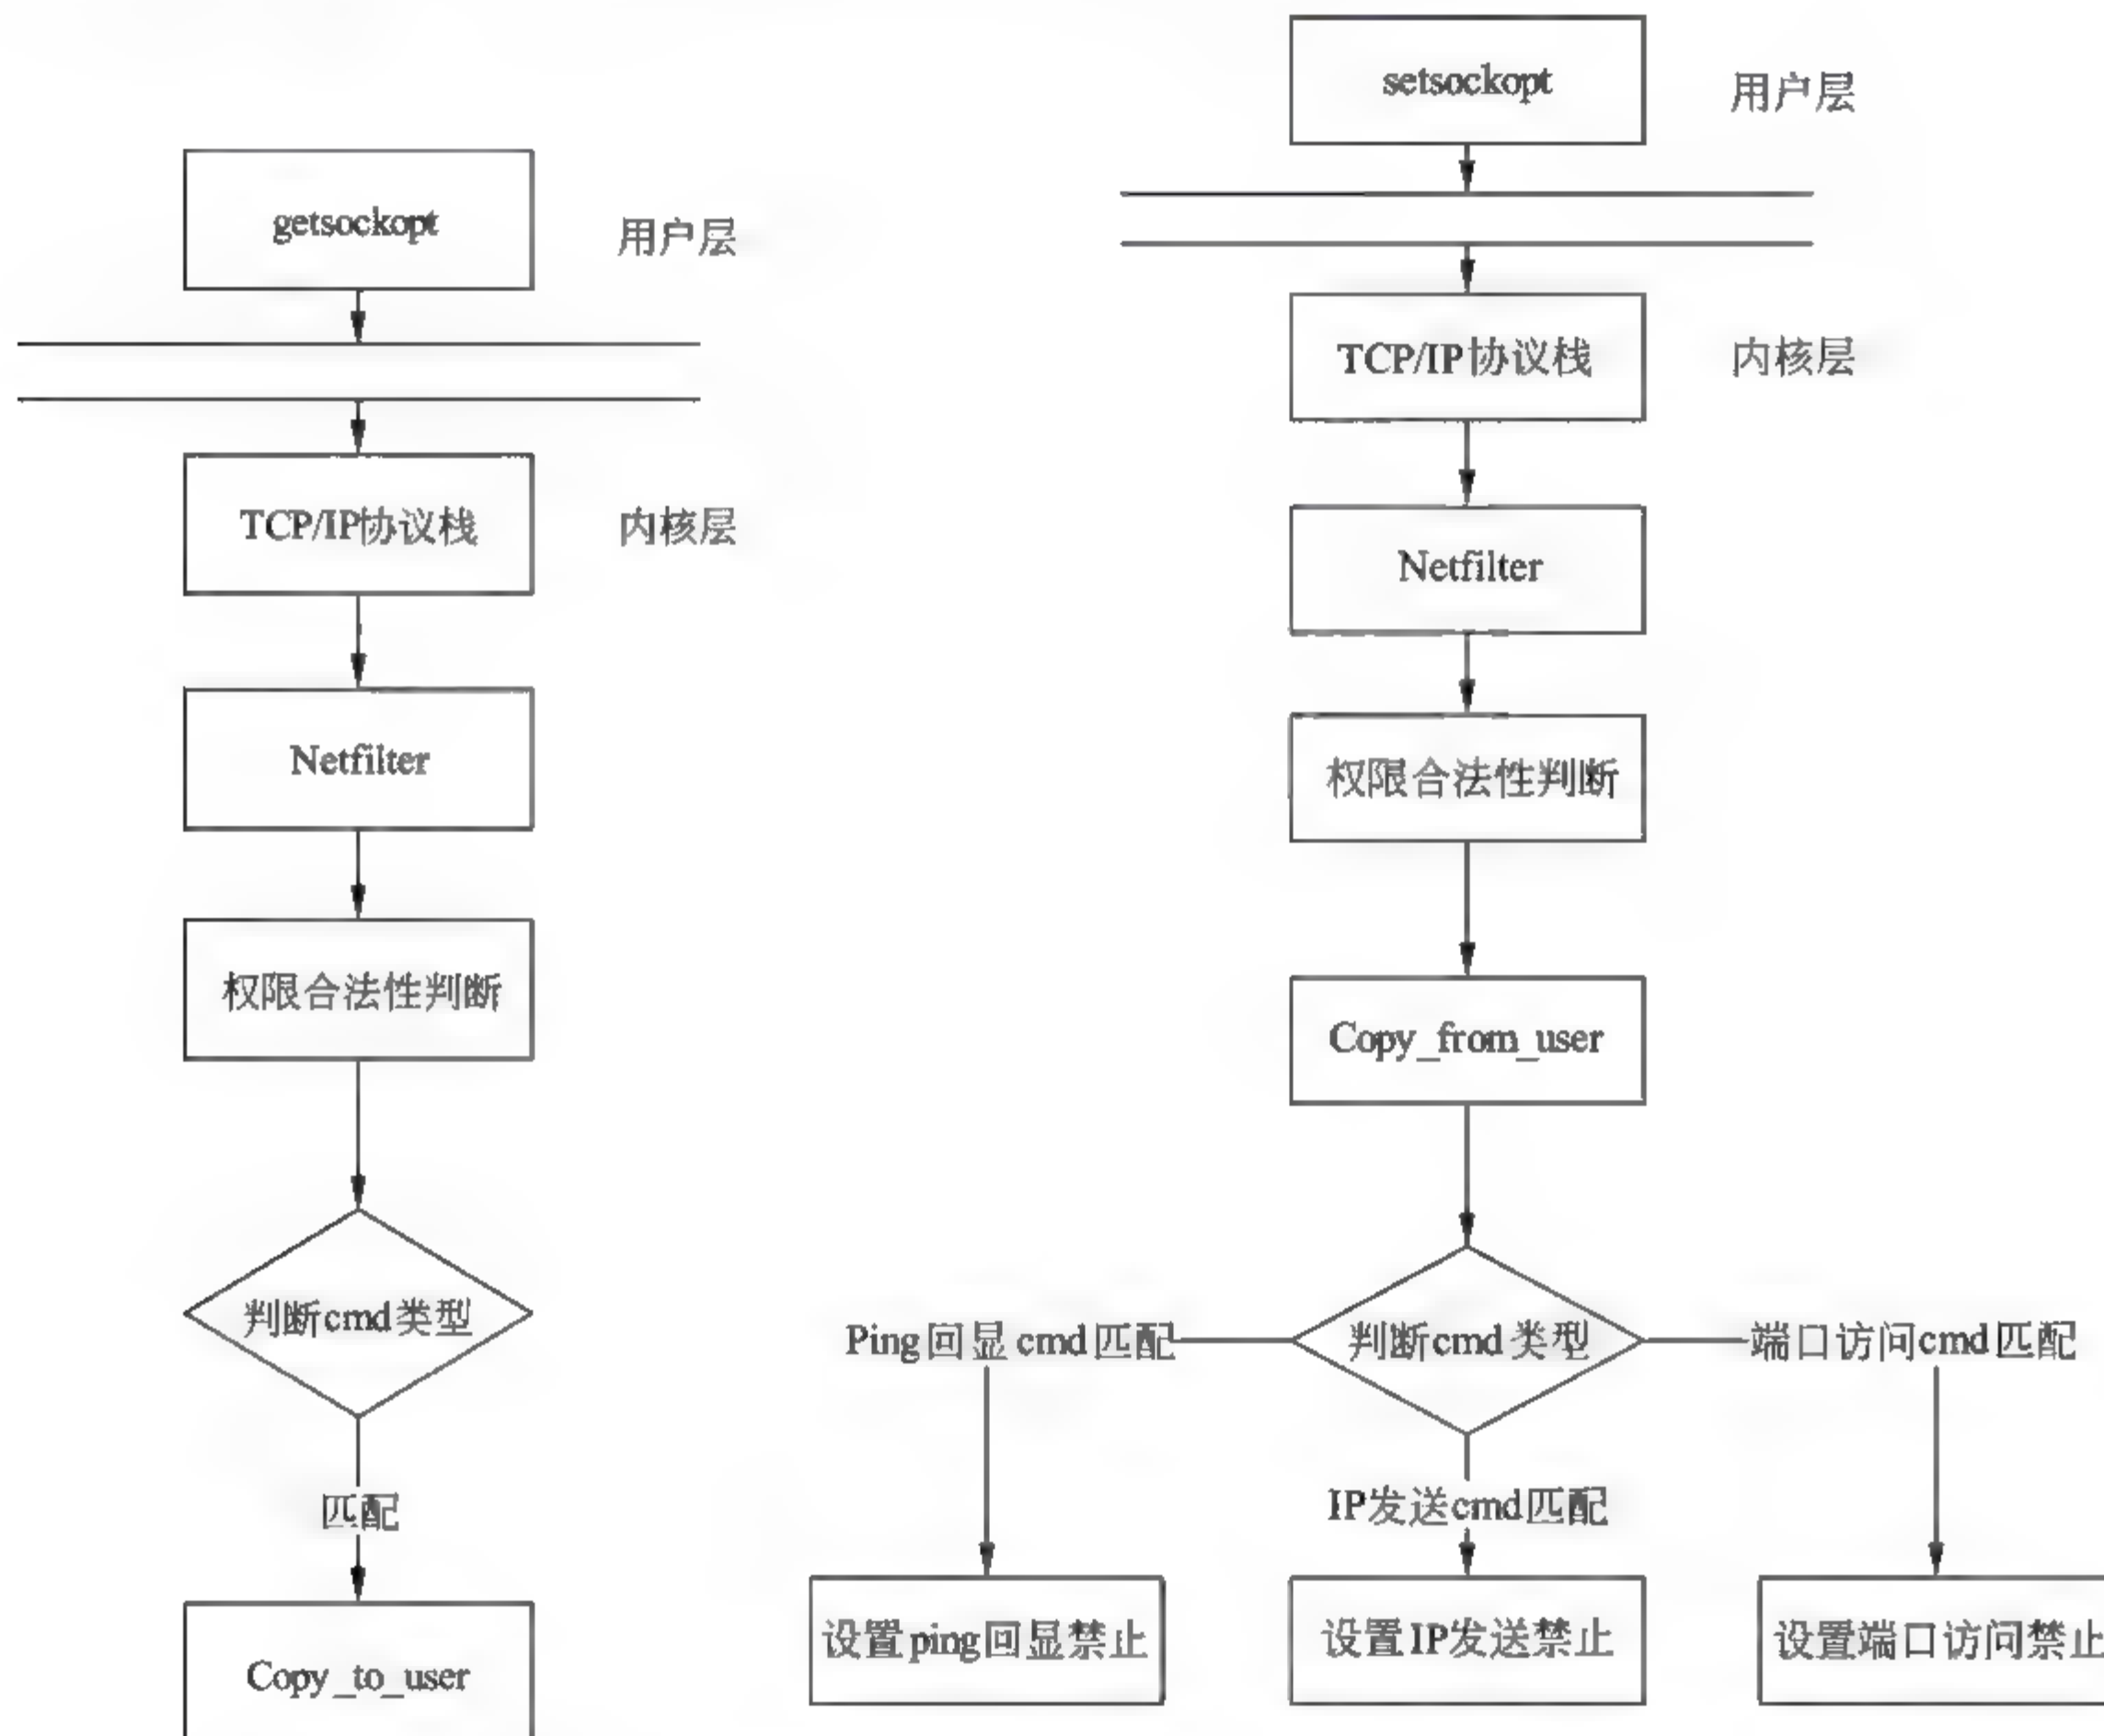 getsockopt
用户层
TCP/IP协议栈
内核层
Netfilter
权限合法性判断
判断cmd类型
匹配
Copy_to_user
setsockopt
用户层
TCP/IP协议栈
内核层
Netfilter
权限合法性判断
Copy_from_user
Ping回显cmd匹配
判断cmd类型
端口访问cmd匹配
IP发送cmd匹配
设置ping回显禁止
设置IP发送禁止
设置端口访问禁止